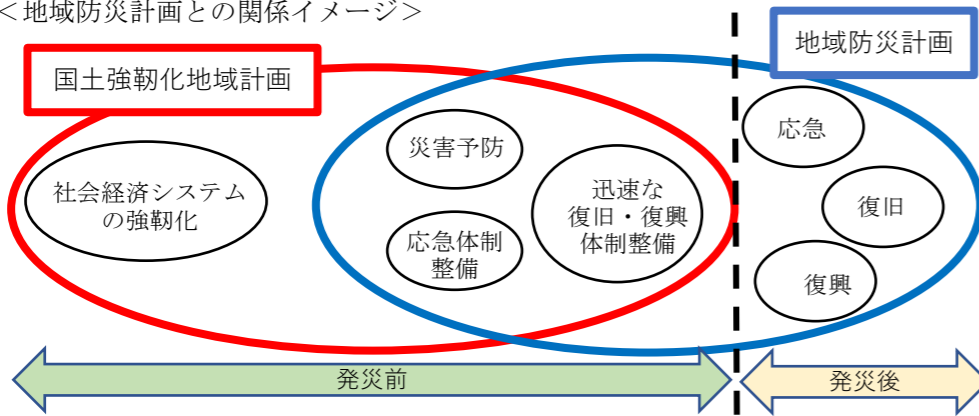 ＜地域防災計画との関係イメージ＞
地域防災計画
国土強靭化地域計画
社会経済システム
の強靭化
災害予防
応急体制
整備
迅速な
復旧・復興
体制整備
応急
復旧
復興
発災前
発災後